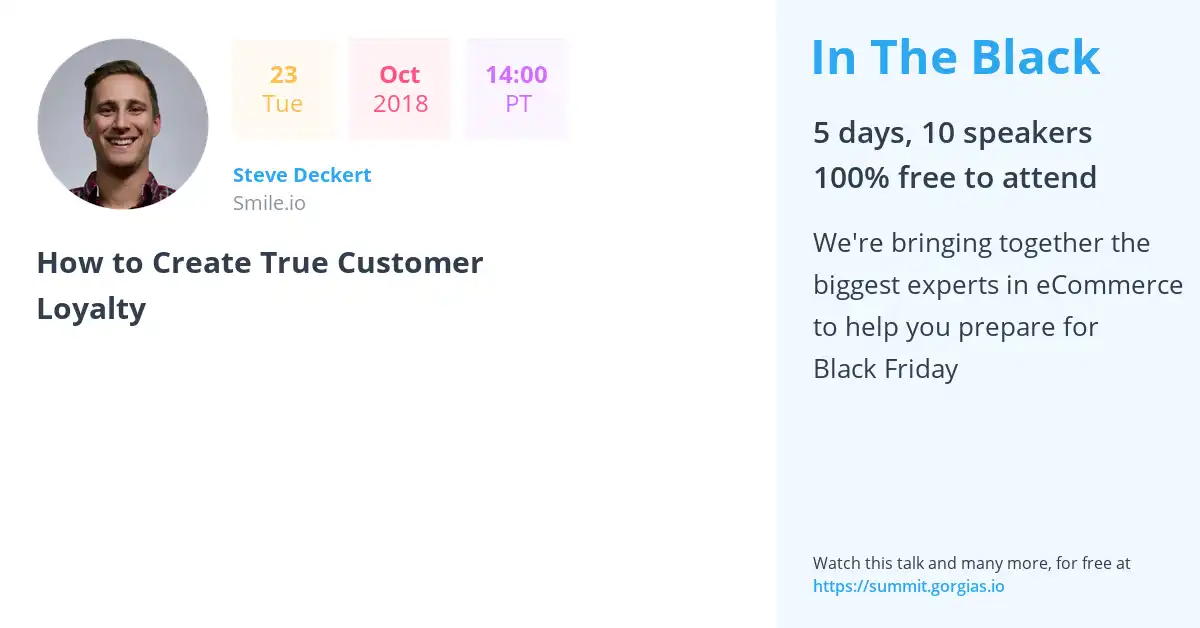 23
Tue
Oct
2018
14:00
PT
Steve Deckert
Smile.io
How to Create True Customer
Loyalty
In The Black
5 days, 10 speakers
100% free to attend
We're bringing together the
biggest experts in eCommerce
to help you prepare for
Black Friday
Watch this talk and many more, for free at
https://summit.gorgias.io